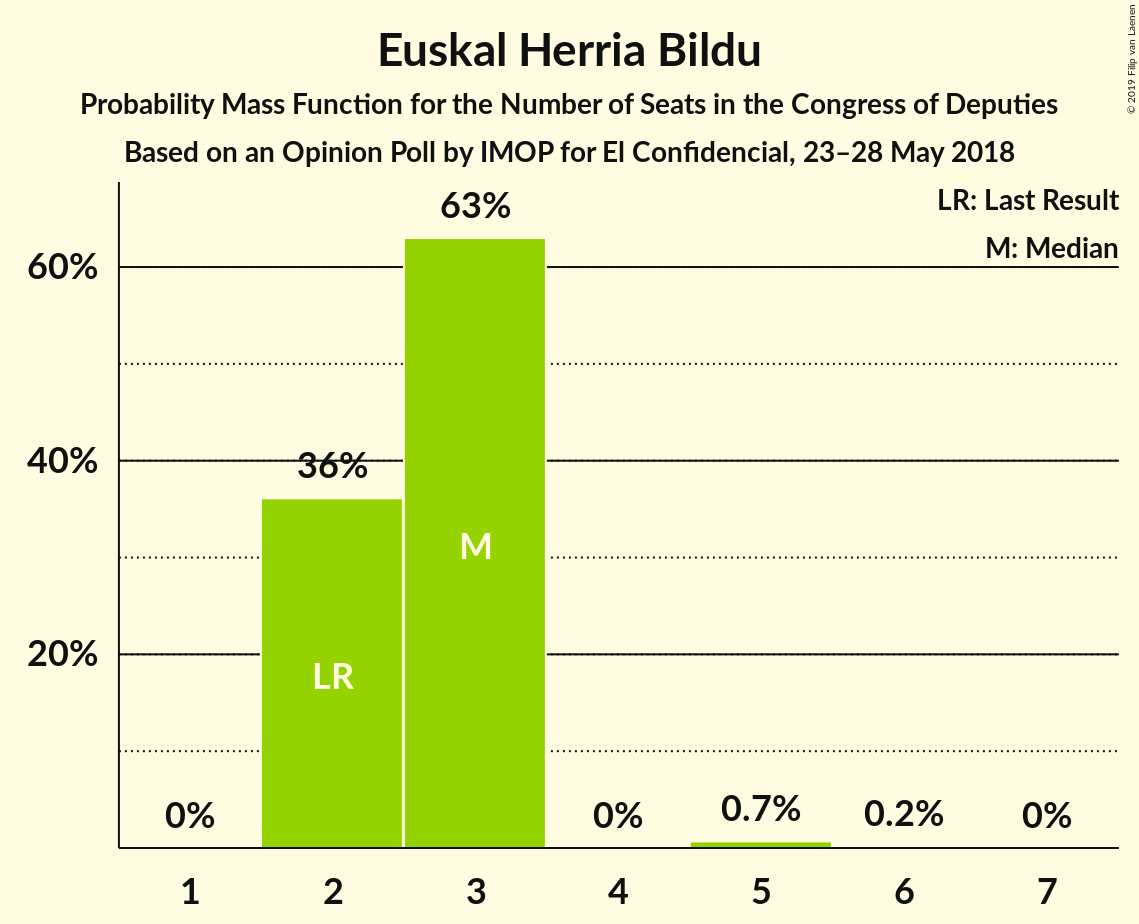 Euskal Herria Bildu
Probability Mass Function for the Number of Seats in the Congress of Deputies
Based on an Opinion Poll by IMOP for El Confidencial, 23–28 May 2018
© 2019 Filip van Laenen
LR: Last Result
M: Median
63%
60%
40%
36%
M
20%
LR
0%
0%
0.7%
0.2%
0%
1
2
3
4
5
6
7